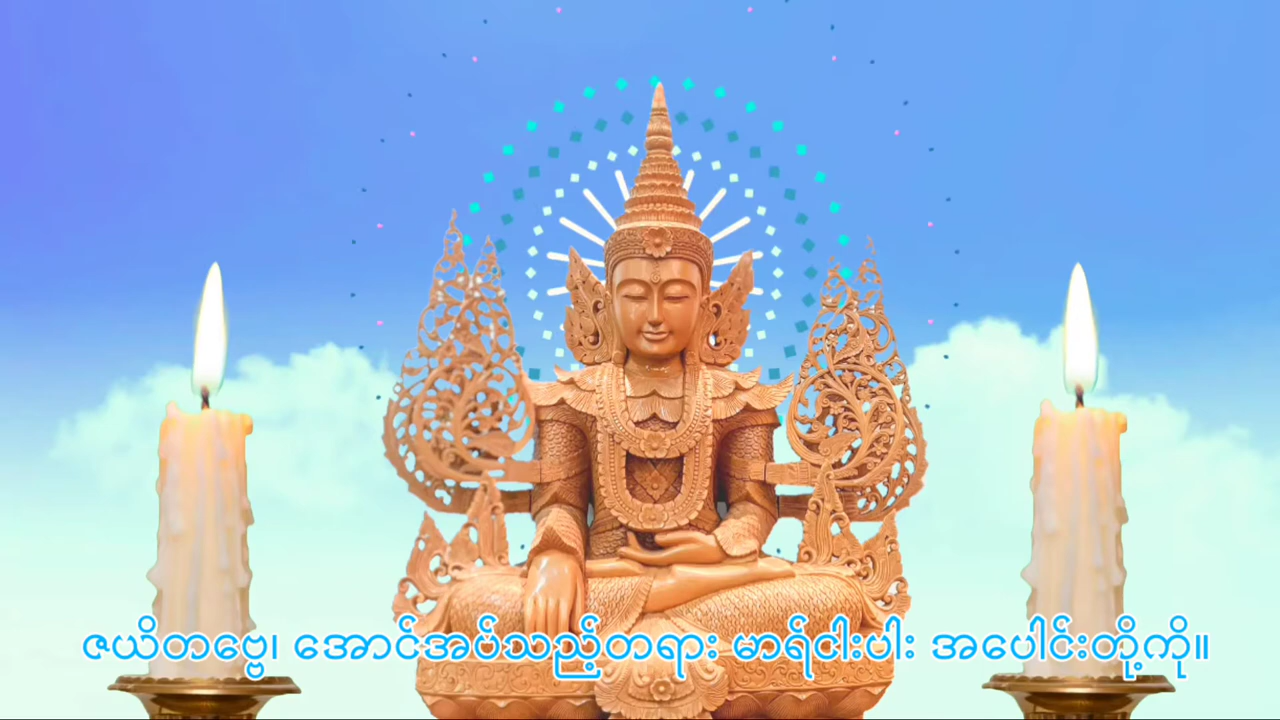 ဇယိတဗ္ဗေ၊ အောင်အပ်သည့်တရား မာရ်ငါးပါး အပေါင်းတို့ကို။